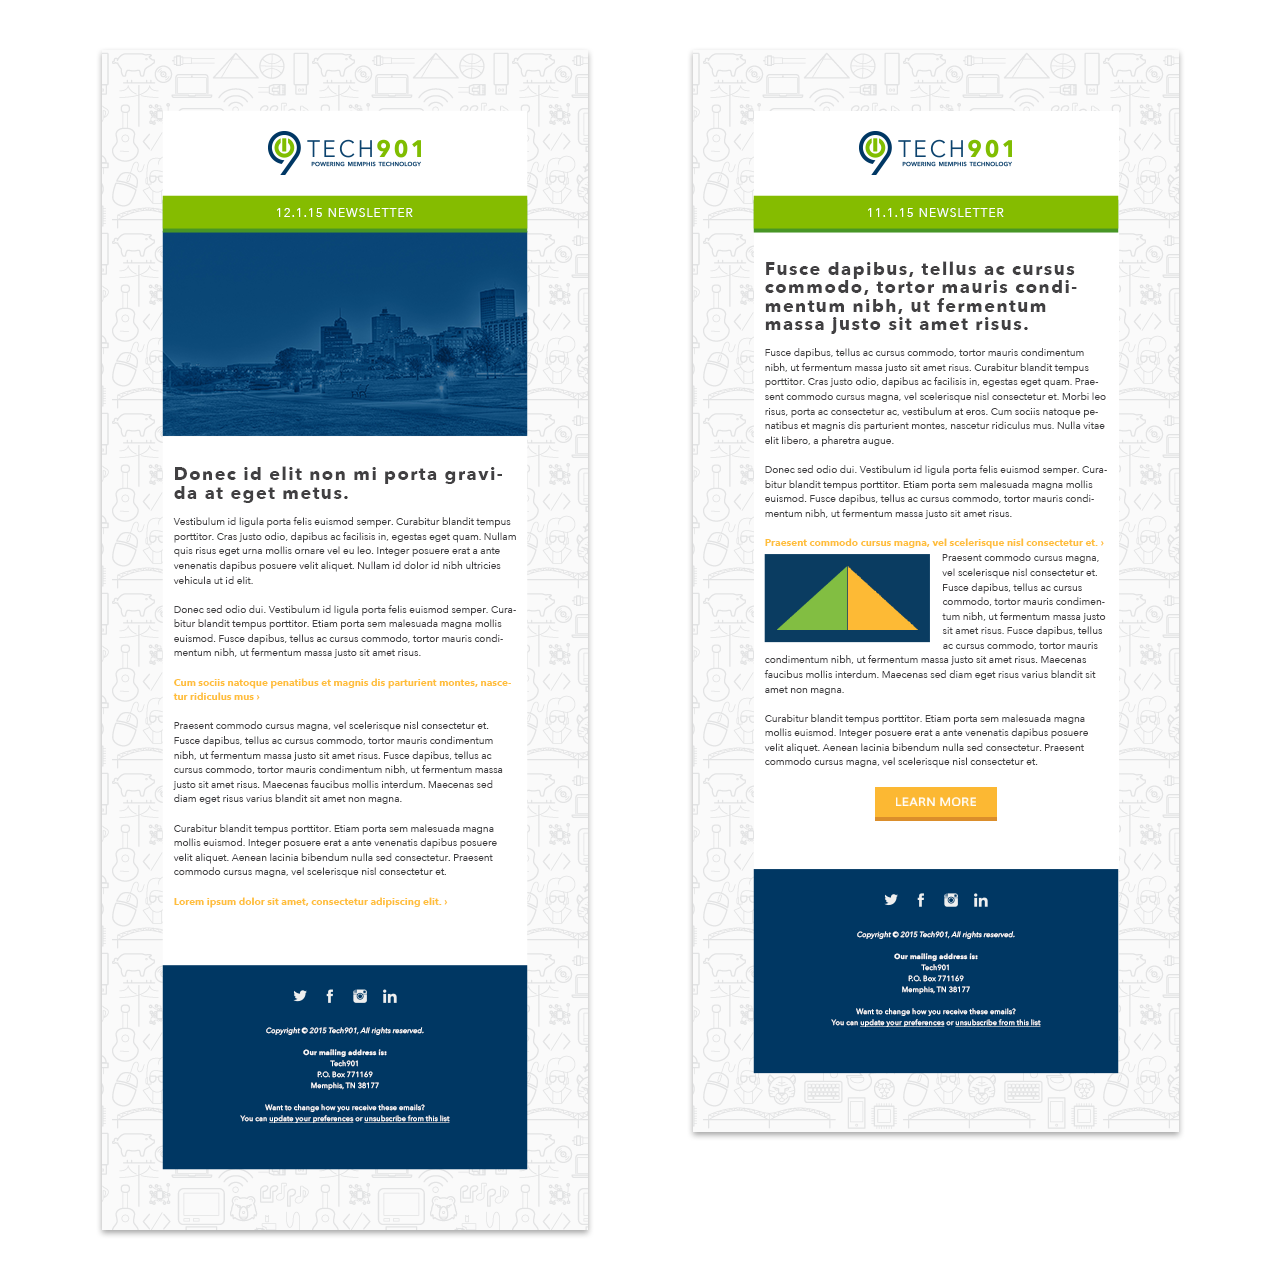 TECH901
POWERING MEMPHIS TECHNOLOGY
12.1.15 NEWSLETTER
Donec id elit non mi porta gravi-
da at eget metus.
Vestibulum id ligula porta felis euismod semper. Curabitur blandit tempus
porttitor. Cras justo odio, dapibus ac facilisis in, egestas eget quam. Nullam
quis risus eget urna mollis ornare vel eu leo. Integer posuere erat a ante
venenatis dapibus posuere velit aliquet. Nullam id dolor id nibh ultricies
vehicula ut id elit.
Donec sed odio dui. Vestibulum id ligula porta felis euismod semper. Cura-
bitur blandit tempus porttitor. Etiam porta sem malesuada magna mollis
euismod. Fusce dapibus, tellus ac cursus commodo, tortor mauris condi-
mentum nibh, ut fermentum massa justo sit amet risus.
Cum sociis natoque penatibus et magnis dis parturient montes, nasce-
tur ridiculus mus ›
Praesent commodo cursus magna, vel scelerisque nisl consectetur et.
Fusce dapibus, tellus ac cursus commodo, tortor mauris condimentum
nibh, ut fermentum massa justo sit amet risus. Fusce dapibus, tellus ac
cursus commodo, tortor mauris condimentum nibh, ut fermentum massa
justo sit amet risus. Maecenas faucibus mollis interdum. Maecenas sed
diam eget risus varius blandit sit amet non magna.
Curabitur blandit tempus porttitor. Etiam porta sem malesuada magna
mollis euismod. Integer posuere erat a ante venenatis dapibus posuere
velit aliquet. Aenean lacinia bibendum nulla sed consectetur. Praesent
commodo cursus magna, vel scelerisque nisl consectetur et.
Lorem ipsum dolor sit amet, consectetur adipiscing elit. ›
Copyright © 2015 Tech901, All rights reserved.
Our mailing address is:
Tech901
P.O. Box 771169
Memphis, TN 38177
Want to change how you receive these emails?
You can update your preferences or unsubscribe from this list
TECH901
POWERING MEMPHIS TECHNOLOGY
11.1.15 NEWSLETTER
Fusce dapibus, tellus ac cursus
commodo, tortor mauris condi-
mentum nibh, ut fermentum
massa justo sit amet risus.
Fusce dapibus, tellus ac cursus commodo, tortor mauris condimentum
nibh, ut fermentum massa justo sit amet risus. Curabitur blandit tempus
porttitor. Cras justo odio, dapibus ac facilisis in, egestas eget quam. Prae-
sent commodo cursus magna, vel scelerisque nisl consectetur et. Morbi leo
risus, porta ac consectetur ac, vestibulum at eros. Cum sociis natoque pe-
natibus et magnis dis parturient montes, nascetur ridiculus mus. Nulla vitae
elit libero, a pharetra augue.
Donec sed odio dui. Vestibulum id ligula porta felis euismod semper. Cura-
bitur blandit tempus porttitor. Etiam porta sem malesuada magna mollis
euismod. Fusce dapibus, tellus ac cursus commodo, tortor mauris condi-
mentum nibh, ut fermentum massa justo sit amet risus.
Praesent commodo cursus magna, vel scelerisque nisl consectetur et. ›
Praesent commodo cursus magna,
vel scelerisque nisl consectetur et.
Fusce dapibus, tellus ac cursus
commodo, tortor mauris condimen-
tum nibh, ut fermentum massa justo
sit amet risus. Fusce dapibus, tellus
ac cursus commodo, tortor mauris
condimentum nibh, ut fermentum massa justo sit amet risus. Maecenas
faucibus mollis interdum. Maecenas sed diam eget risus varius blandit sit
amet non magna.
Curabitur blandit tempus porttitor. Etiam porta sem malesuada magna
mollis euismod. Integer posuere erat a ante venenatis dapibus posuere
velit aliquet. Aenean lacinia bibendum nulla sed consectetur. Praesent
commodo cursus magna, vel scelerisque nisl consectetur et.
LEARN MORE
Copyright © 2015 Tech901, All rights reserved.
Our mailing address is:
Tech901
P.O. Box 771169
Memphis, TN 38177
Want to change how you receive these emails?
You can update your preferences or unsubscribe from this list